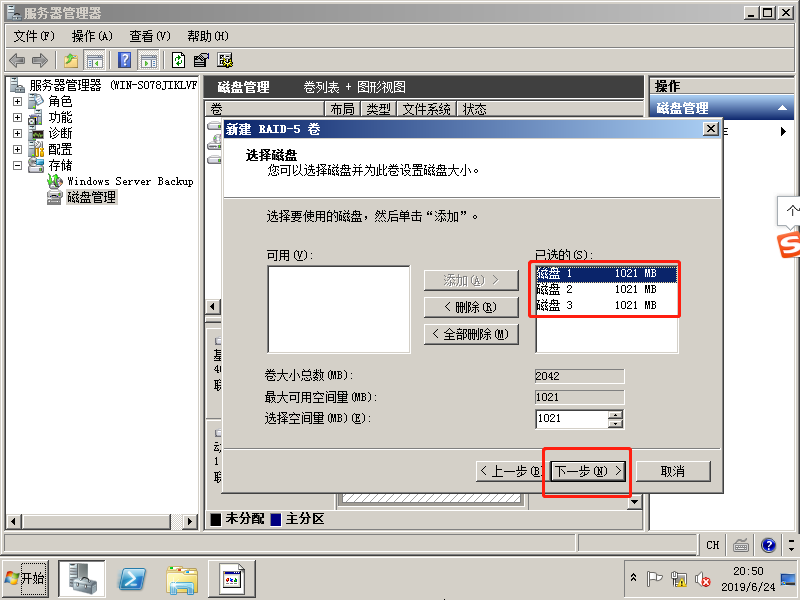 服务器管理器
文件(F) 操作(A) 查看(V) 帮助(H)
服务器管理器 (WIN-SO78JIKLVF
角色
功能
诊断
配置
存储
Windows Server Backup
磁盘管理
磁盘管理 卷列表 + 图形视图
卷 布局 类型 文件系统 状态
操作
磁盘管理
新建 RAID-5 卷
选择磁盘
您可以选择磁盘并为此卷设置磁盘大小。
选择要使用的磁盘，然后单击“添加”。
可用(V):
已选的(S):
添加(A) >
< 删除(R)
< 全部删除(M)
磁盘 1 1021 MB
磁盘 2 1021 MB
磁盘 3 1021 MB
卷大小总数(MB): 2042
最大可用空间量(MB): 1021
选择空间量(MB)(E): 1021
< 上一步(B)
下一步(N) >
取消
未分配 主分区
CH
开始
20:50
2019/6/24